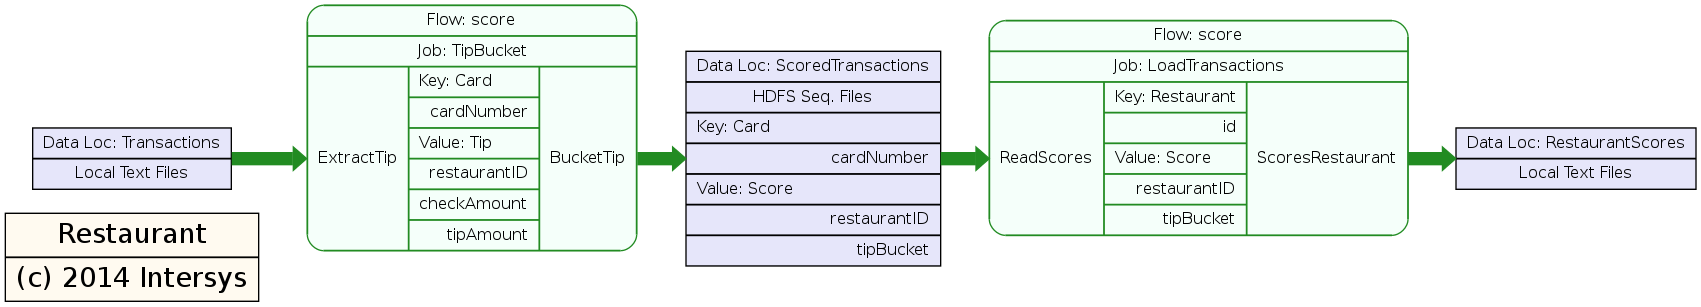 Data Loc: Transactions
Local Text Files
Flow: score
Job: TipBucket
ExtractTip
Key: Card
cardNumber
Value: Tip
restaurantID
checkAmount
tipAmount
BucketTip
Data Loc: ScoredTransactions
HDFS Seq. Files
Key: Card
cardNumber
Value: Score
restaurantID
tipBucket
Flow: score
Job: LoadTransactions
ReadScores
Key: Restaurant
id
Value: Score
restaurantID
tipBucket
ScoresRestaurant
Data Loc: RestaurantScores
Local Text Files
Restaurant
(c) 2014 Intersys